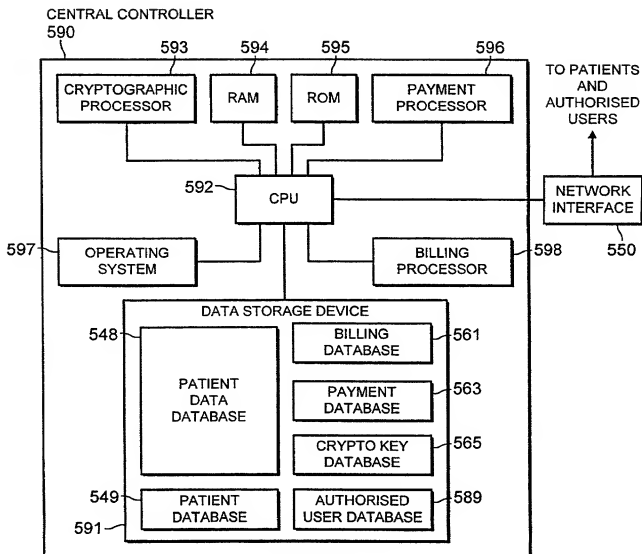 CENTRAL CONTROLLER
590
593
594
595
596
CRYPTOGRAPHIC
PROCESSOR
RAM
ROM
PAYMENT
PROCESSOR
TO PATIENTS
AND
AUTHORISED
USERS
592
CPU
NETWORK
INTERFACE
550
597
OPERATING
SYSTEM
BILLING
PROCESSOR
598
DATA STORAGE DEVICE
548
PATIENT
DATA
DATABASE
BILLING
DATABASE
561
PAYMENT
DATABASE
563
CRYPTO KEY
DATABASE
565
549
PATIENT
DATABASE
AUTHORISED
USER DATABASE
589
591